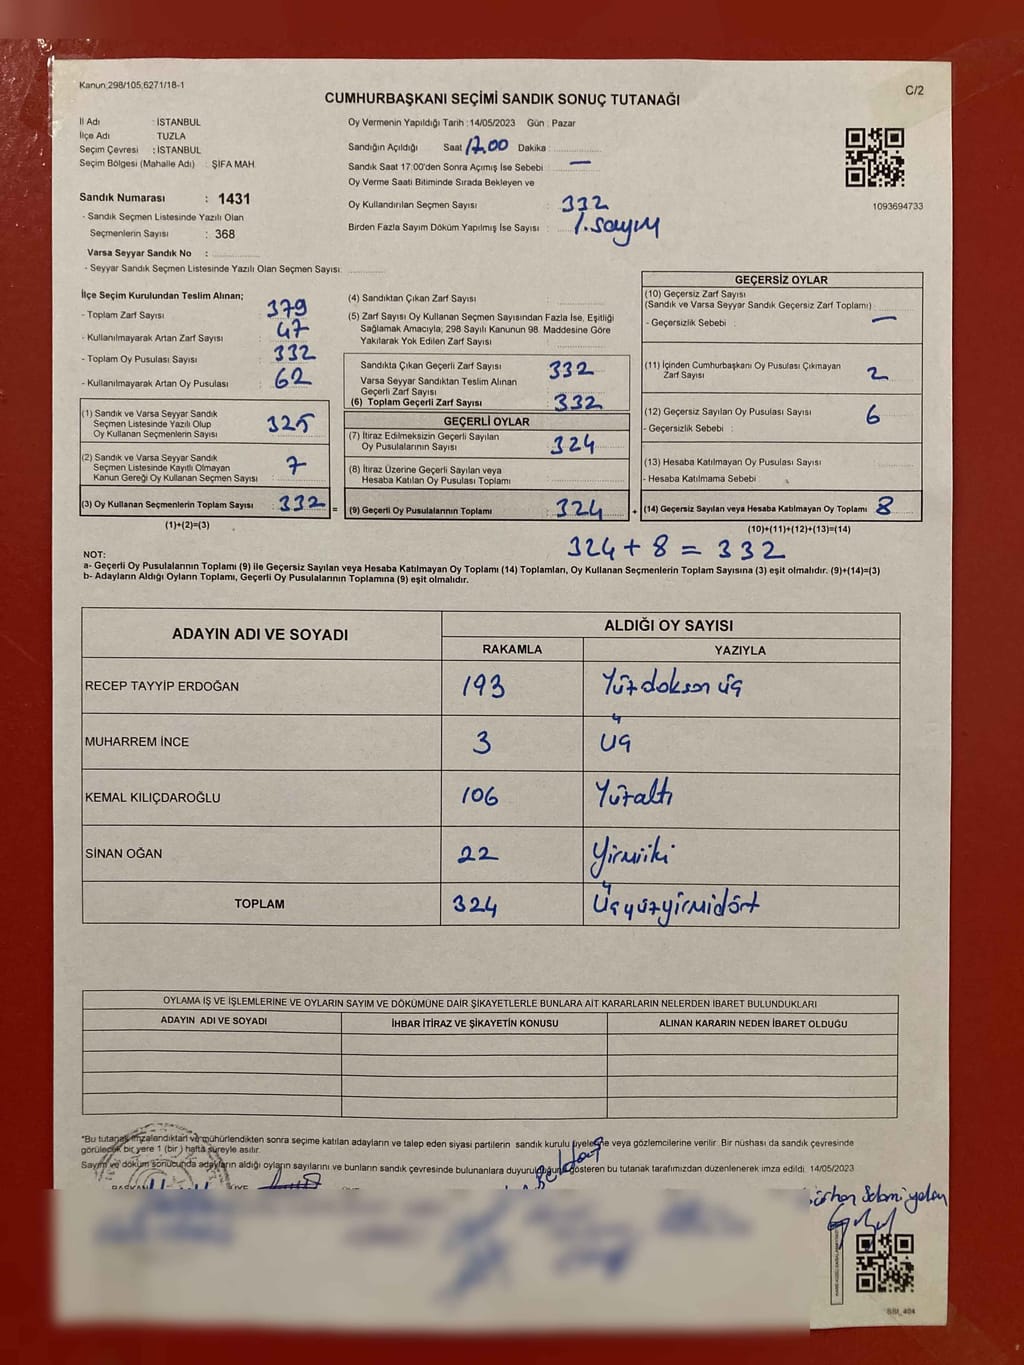 Kanun;298/105,6271/18-1
C/2
CUMHURBAŞKANI SEÇİMİ SANDIK SONUÇ TUTANAĞI
İl Adı : İSTANBUL
İlçe Adı TUZLA
Seçim Çevresi : İSTANBUL
Seçim Bölgesi (Mahalle Adı) : ŞİFA MAH
Sandık Numarası : 1431
- Sandık Seçmen Listesinde Yazılı Olan
Seçmenlerin Sayısı : 368
Varsa Seyyar Sandık No :
- Seyyar Sandık Seçmen Listesinde Yazılı Olan Seçmen Sayısı:
Oy Vermenin Yapıldığı Tarih : 14/05/2023 Gün : Pazar
Sandığın Açıldığı Saat 17.00 Dakika :
Sandık Saat 17:00'den Sonra Açımış İse Sebebi : —
Oy Verme Saati Bitiminde Sırada Bekleyen ve
Oy Kullandırılan Seçmen Sayısı : 332
Birden Fazla Sayım Döküm Yapılmış İse Sayısı : 1. sayım
1093694733
İlçe Seçim Kurulundan Teslim Alınan;
- Toplam Zarf Sayısı : 379
- Kullanılmayarak Artan Zarf Sayısı : 47
- Toplam Oy Pusulası Sayısı : 332
- Kullanılmayarak Artan Oy Pusulası : 62
(1) Sandık ve Varsa Seyyar Sandık
Seçmen Listesinde Yazılı Olup
Oy Kullanan Seçmenlerin Sayısı : 325
(2) Sandık ve Varsa Seyyar Sandık
Seçmen Listesinde Kayıtlı Olmayan
Kanun Gereği Oy Kullanan Seçmen Sayısı : 7
(3) Oy Kullanan Seçmenlerin Toplam Sayısı : 332
(1)+(2)=(3)
(4) Sandıktan Çıkan Zarf Sayısı
(5) Zarf Sayısı Oy Kullanan Seçmen Sayısından Fazla İse, Eşitliği
Sağlamak Amacıyla; 298 Sayılı Kanunun 98. Maddesine Göre
Yakılarak Yok Edilen Zarf Sayısı
Sandıkta Çıkan Geçerli Zarf Sayısı : 332
Varsa Seyyar Sandıktan Teslim Alınan
Geçerli Zarf Sayısı
(6) Toplam Geçerli Zarf Sayısı : 332
GEÇERLİ OYLAR
(7) İtiraz Edilmeksizin Geçerli Sayılan
Oy Pusulalarının Sayısı : 324
(8) İtiraz Üzerine Geçerli Sayılan veya
Hesaba Katılan Oy Pusulası Toplamı
= (9) Geçerli Oy Pusulalarının Toplamı : 324
GEÇERSİZ OYLAR
(10) Geçersiz Zarf Sayısı
(Sandık ve Varsa Seyyar Sandık Geçersiz Zarf Toplamı) :
- Geçersizlik Sebebi : —
(11) İçinden Cumhurbaşkanı Oy Pusulası Çıkmayan
Zarf Sayısı 2
(12) Geçersiz Sayılan Oy Pusulası Sayısı : 6
- Geçersizlik Sebebi :
(13) Hesaba Katılmayan Oy Pusulası Sayısı
- Hesaba Katılmama Sebebi :
+ (14) Geçersiz Sayılan veya Hesaba Katılmayan Oy Toplamı 8
(10)+(11)+(12)+(13)=(14)
324 + 8 = 332
NOT:
a- Geçerli Oy Pusulalarının Toplamı (9) ile Geçersiz Sayılan veya Hesaba Katılmayan Oy Toplamı (14) Toplamları, Oy Kullanan Seçmenlerin Toplam Sayısına (3) eşit olmalıdır. (9)+(14)=(3)
b- Adayların Aldığı Oyların Toplamı, Geçerli Oy Pusulalarının Toplamına (9) eşit olmalıdır.
ADAYIN ADI VE SOYADI
ALDIĞI OY SAYISI
RAKAMLA YAZIYLA
RECEP TAYYİP ERDOĞAN 193 Yüzdoksan üç
MUHARREM İNCE 3 Üç
KEMAL KILIÇDAROĞLU 106 Yüzaltı
SİNAN OĞAN 22 Yirmiiki
TOPLAM 324 Üçyüzyirmidört
OYLAMA İŞ VE İŞLEMLERİNE VE OYLARIN SAYIM VE DÖKÜMÜNE DAİR ŞİKAYETLERLE BUNLARA AİT KARARLARIN NELERDEN İBARET BULUNDUKLARI
ADAYIN ADI VE SOYADI İHBAR İTİRAZ VE ŞİKAYETİN KONUSU ALINAN KARARIN NEDEN İBARET OLDUĞU
"Bu tutanak imzalandıktan ve mühürlendikten sonra seçime katılan adayların ve talep eden siyasi partilerin sandık kurulu üyelerine veya gözlemcilerine verilir. Bir nüshası da sandık çevresinde
görülecek bir yere 1 (bir) hafta süreyle asılır.
Sayım ve döküm sonucunda adayların aldığı oyların sayılarını ve bunların sandık çevresinde bulunanlara duyurulduğunu gösteren bu tutanak tarafımızdan düzenlenerek imza edildi. 14/05/2023
BAŞKAN ÜYE
SBI_404